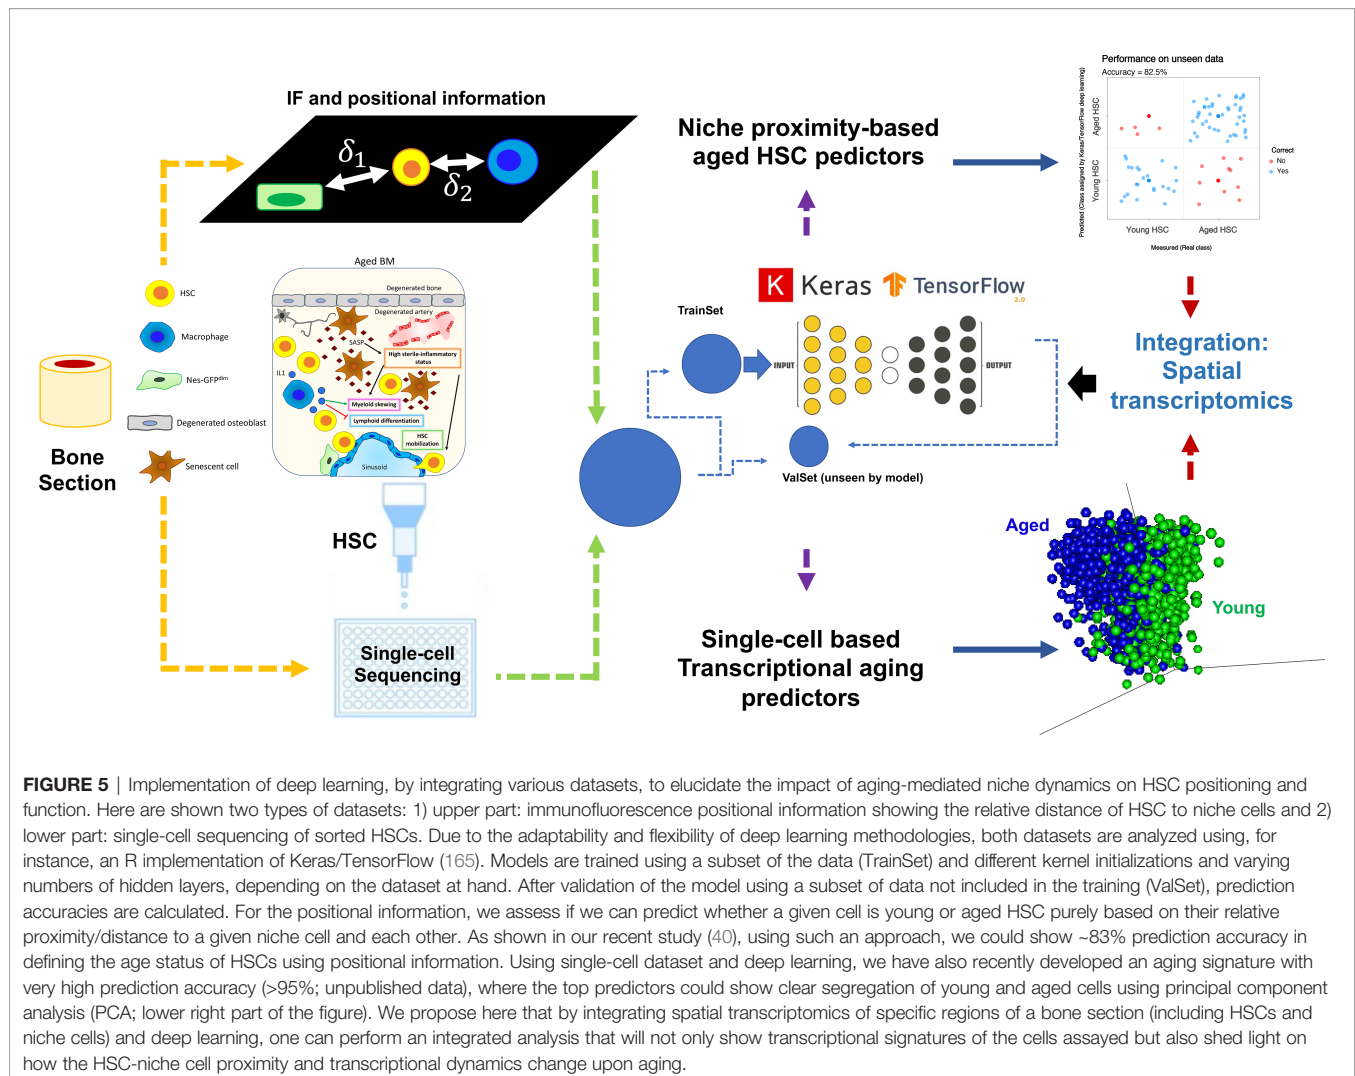 IF and positional information
δ1
δ2
HSC
Macrophage
Nes-GFPdim
Degenerated osteoblast
Senescent cell
Bone
Section
Aged BM
Degenerated bone
Degenerated artery
SASP
High sterile-inflammatory
status
IL1
Myeloid skewing
Lymphoid differentiation
HSC
mobilization
Sinusoid
HSC
Single-cell
Sequencing
Niche proximity-based
aged HSC pedictors
K Keras
TensorFlow
2.0
TrainSet
INPUT
OUTPUT
ValSet (unseen by model)
Single-cell based
Transcriptional aging
predictors
Performance on unseen data
Accuracy = 82.5%
Predicted (Class assigned by Keras/TensorFlow deep learning)
Aged HSC
Young HSC
Young HSC
Aged HSC
Measured (Real class)
Correct
No
Yes
Integration:
Spatial
transcriptomics
Aged
Young
FIGURE 5 | Implementation of deep learning, by integrating various datasets, to elucidate the impact of aging-mediated niche dynamics on HSC positioning and
function. Here are shown two types of datasets: 1) upper part: immunofluorescence positional information showing the relative distance of HSC to niche cells and 2)
lower part: single-cell sequencing of sorted HSCs. Due to the adaptability and flexibility of deep learning methodologies, both datasets are analyzed using, for
instance, an R implementation of Keras/TensorFlow (165). Models are trained using a subset of the data (TrainSet) and different kernel initializations and varying
numbers of hidden layers, depending on the dataset at hand. After validation of the model using a subset of data not included in the training (ValSet), prediction
accuracies are calculated. For the positional information, we assess if we can predict whether a given cell is young or aged HSC purely based on their relative
proximity/distance to a given niche cell and each other. As shown in our recent study (40), using such an approach, we could show ~83% prediction accuracy in
defining the age status of HSCs using positional information. Using single-cell dataset and deep learning, we have also recently developed an aging signature with
very high prediction accuracy (>95%; unpublished data), where the top predictors could show clear segregation of young and aged cells using principal component
analysis (PCA; lower right part of the figure). We propose here that by integrating spatial transcriptomics of specific regions of a bone section (including HSCs and
niche cells) and deep learning, one can perform an integrated analysis that will not only show transcriptional signatures of the cells assayed but also shed light on
how the HSC-niche cell proximity and transcriptional dynamics change upon aging.